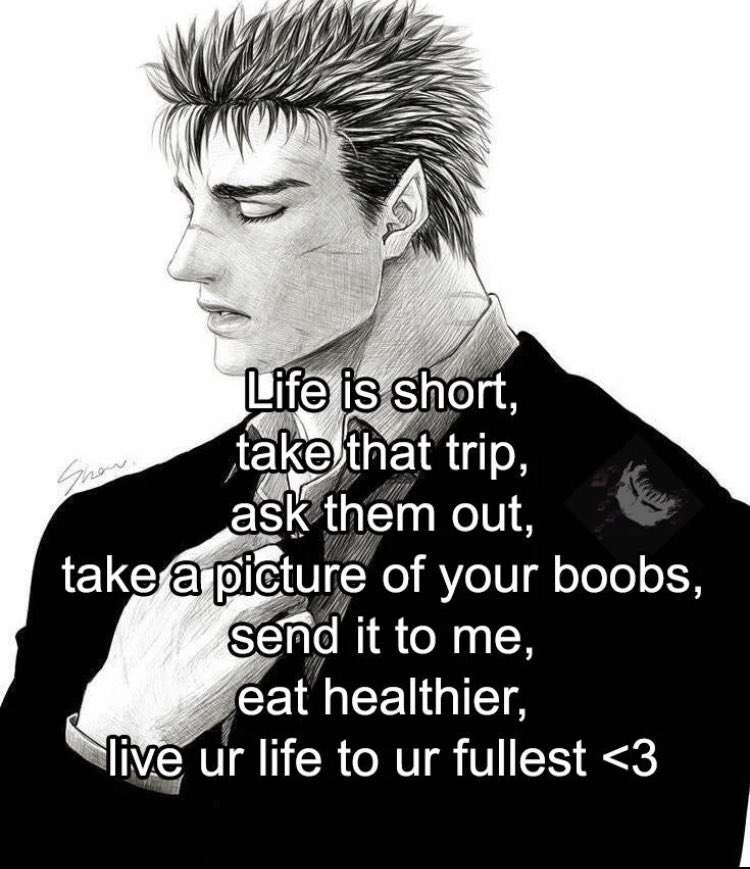 Life is short,
take that trip,
ask them out,
take a picture of your boobs,
send it to me,
eat healthier,
live ur life to ur fullest <3